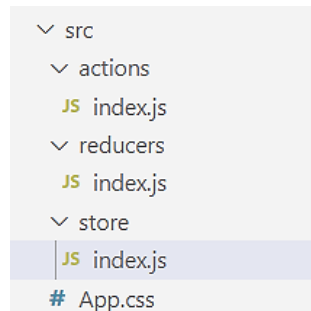 src
actions
JS index.js
reducers
JS index.js
store
JS index.js
# App.css